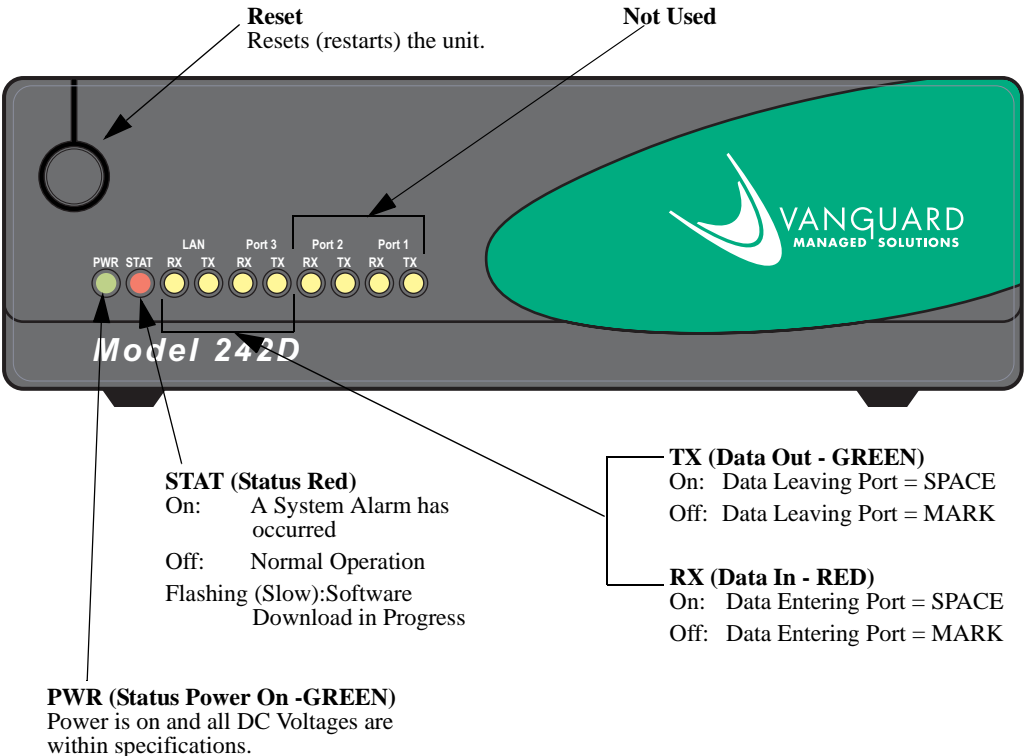 Reset
Resets (restarts) the unit.
Not Used
VANGUARD
MANAGED SOLUTIONS
LAN Port 3 Port 2 Port 1
PWR STAT RX TX RX TX RX TX RX TX
Model 242D
STAT (Status Red)
On: A System Alarm has
occurred
Off: Normal Operation
Flashing (Slow):Software
Download in Progress
TX (Data Out - GREEN)
On: Data Leaving Port = SPACE
Off: Data Leaving Port = MARK
RX (Data In - RED)
On: Data Entering Port = SPACE
Off: Data Entering Port = MARK
PWR (Status Power On -GREEN)
Power is on and all DC Voltages are
within specifications.